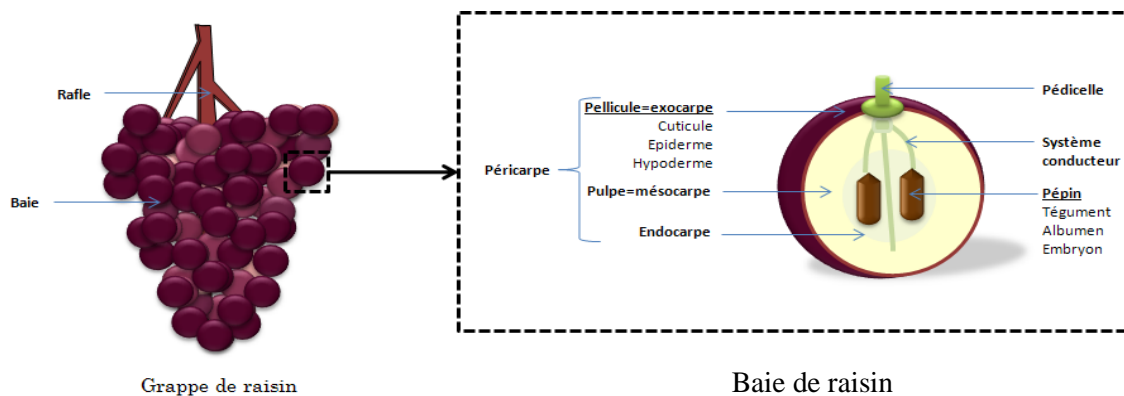 Rafle
Baie
Grappe de raisin
Péricarpe
Pellicule=exocarpe
Cuticule
Epiderme
Hypoderme
Pulpe=mésocarpe
Endocarpe
Pédicelle
Système
conducteur
Pépin
Tégument
Albumen
Embryon
Baie de raisin